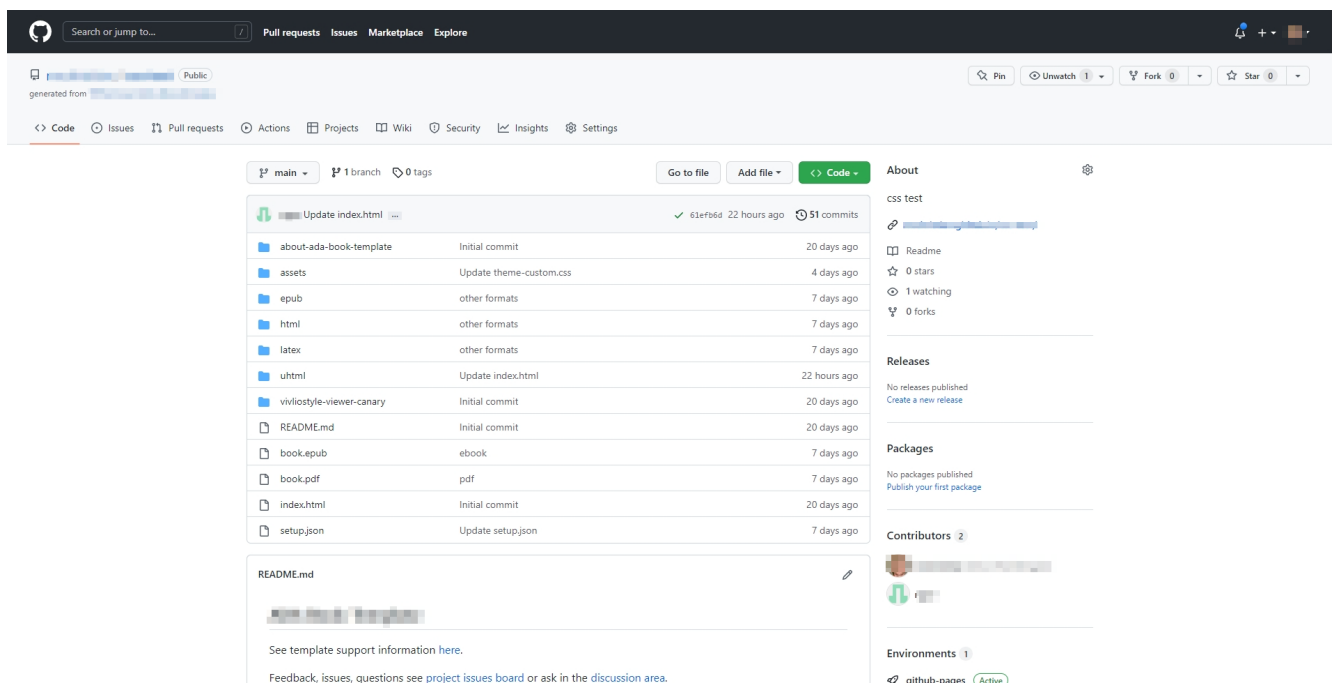 Search or jump to... / Pull requests Issues Marketplace Explore
Public
Pin Unwatch 1 Fork 0 Star 0
generated from
Code Issues Pull requests Actions Projects Wiki Security Insights Settings
main 1 branch 0 tags Go to file Add file Code
Update index.html ... 61efb6d 22 hours ago 51 commits
about-ada-book-template Initial commit 20 days ago
assets Update theme-custom.css 4 days ago
epub other formats 7 days ago
html other formats 7 days ago
latex other formats 7 days ago
uhtml Update index.html 22 hours ago
vivliostyle-viewer-canary Initial commit 20 days ago
README.md Initial commit 20 days ago
book.epub ebook 7 days ago
book.pdf pdf 7 days ago
index.html Initial commit 20 days ago
setup.json Update setup.json 7 days ago
README.md
See template support information here.
Feedback, issues, questions see project issues board or ask in the discussion area.
About
css test
Readme
0 stars
1 watching
0 forks
Releases
No releases published
Create a new release
Packages
No packages published
Publish your first package
Contributors 2
Environments 1
github-pages Active